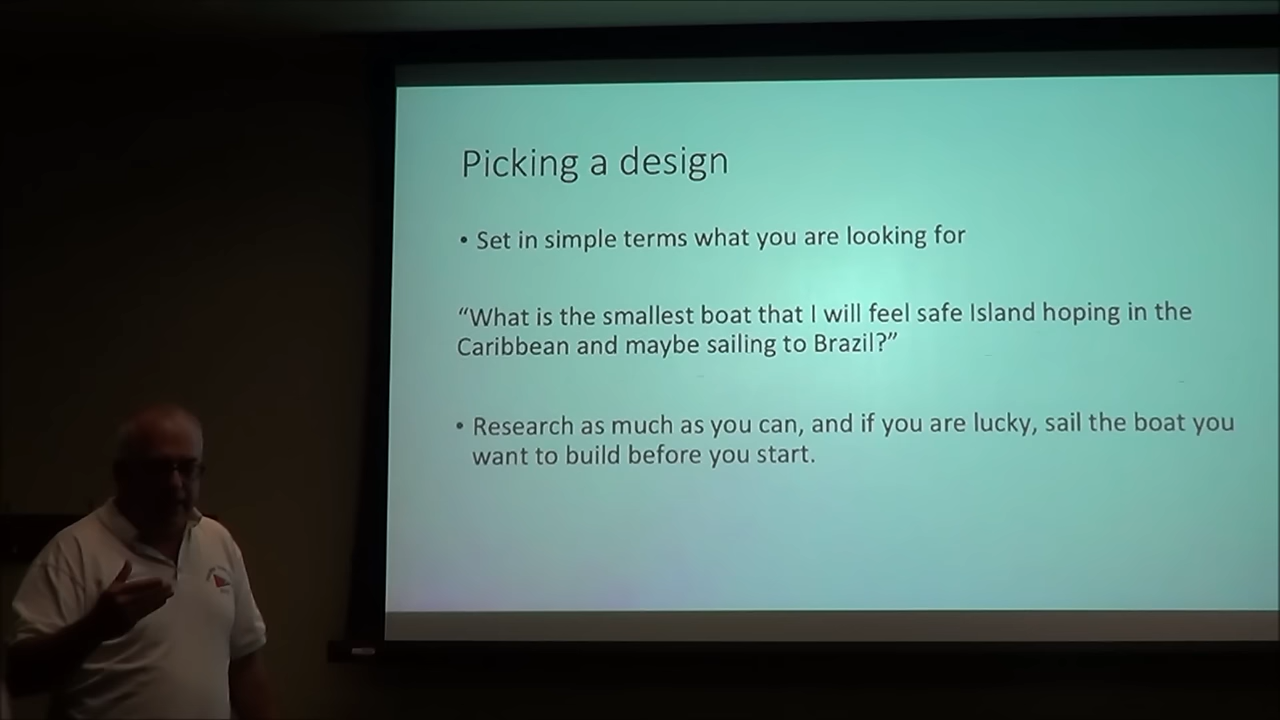 Picking a design
• Set in simple terms what you are looking for
“What is the smallest boat that I will feel safe Island hoping in the
Caribbean and maybe sailing to Brazil?”
• Research as much as you can, and if you are lucky, sail the boat you
want to build before you start.